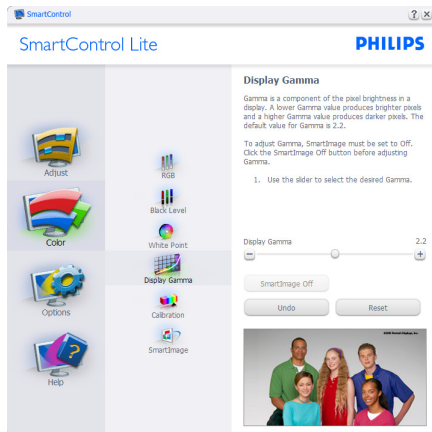 SmartControl
SmartControl Lite
PHILIPS
Adjust
Color
Options
Help
RGB
Black Level
White Point
Display Gamma
Calibration
SmartImage
Display Gamma
Gamma is a component of the pixel brightness in a
display. A lower Gamma value produces brighter pixels
and a higher Gamma value produces darker pixels. The
default value for Gamma is 2.2.
To adjust Gamma, SmartImage must be set to Off.
Click the SmartImage Off button before adjusting
Gamma.
1. Use the slider to select the desired Gamma.
Display Gamma 2.2
SmartImage Off
Undo Reset